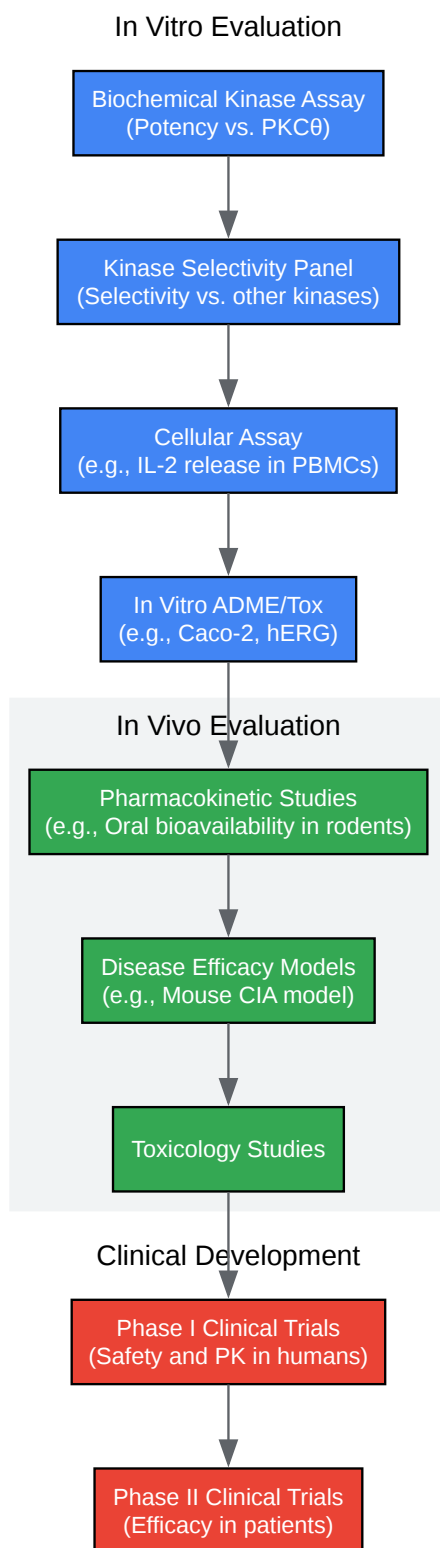 In Vitro Evaluation
Biochemical Kinase Assay
(Potency vs. PKCθ)
Kinase Selectivity Panel
(Selectivity vs. other kinases)
Cellular Assay
(e.g., IL-2 release in PBMCs)
In Vitro ADME/Tox
(e.g., Caco-2, hERG)
In Vivo Evaluation
Pharmacokinetic Studies
(e.g., Oral bioavailability in rodents)
Disease Efficacy Models
(e.g., Mouse CIA model)
Toxicology Studies
Clinical Development
Phase I Clinical Trials
(Safety and PK in humans)
Phase II Clinical Trials
(Efficacy in patients)